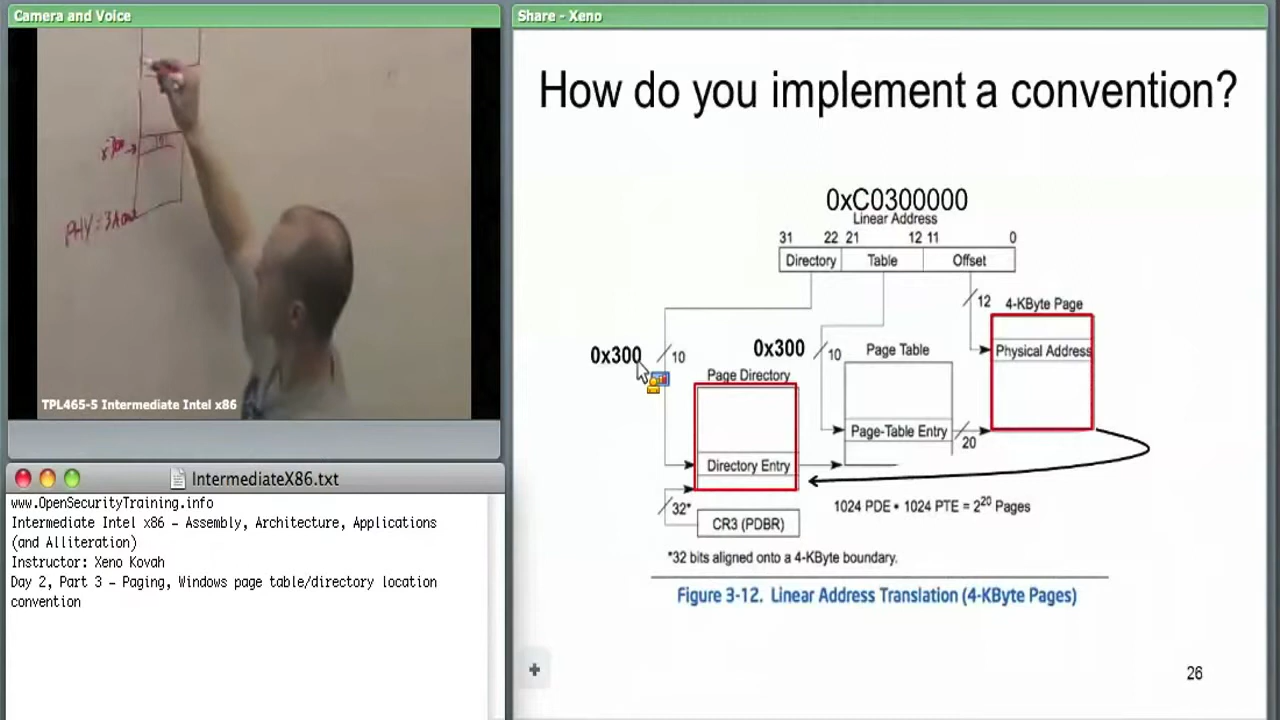 Camera and Voice
Share - Xeno
How do you implement a convention?
0xC0300000
Linear Address
31 22 21 12 11 0
Directory Table Offset
12 4-KByte Page
0x300 10
0x300 10 Page Table
Physical Address
Page Directory
Page-Table Entry 20
Directory Entry
32*
CR3 (PDBR)
1024 PDE • 1024 PTE = 2²⁰ Pages
*32 bits aligned onto a 4-KByte boundary.
Figure 3-12. Linear Address Translation (4-KByte Pages)
26
TPL465-5 Intermediate Intel x86
IntermediateX86.txt
www.OpenSecurityTraining.info
Intermediate Intel x86 – Assembly, Architecture, Applications
(and Alliteration)
Instructor: Xeno Kovah
Day 2, Part 3 – Paging, Windows page table/directory location
convention